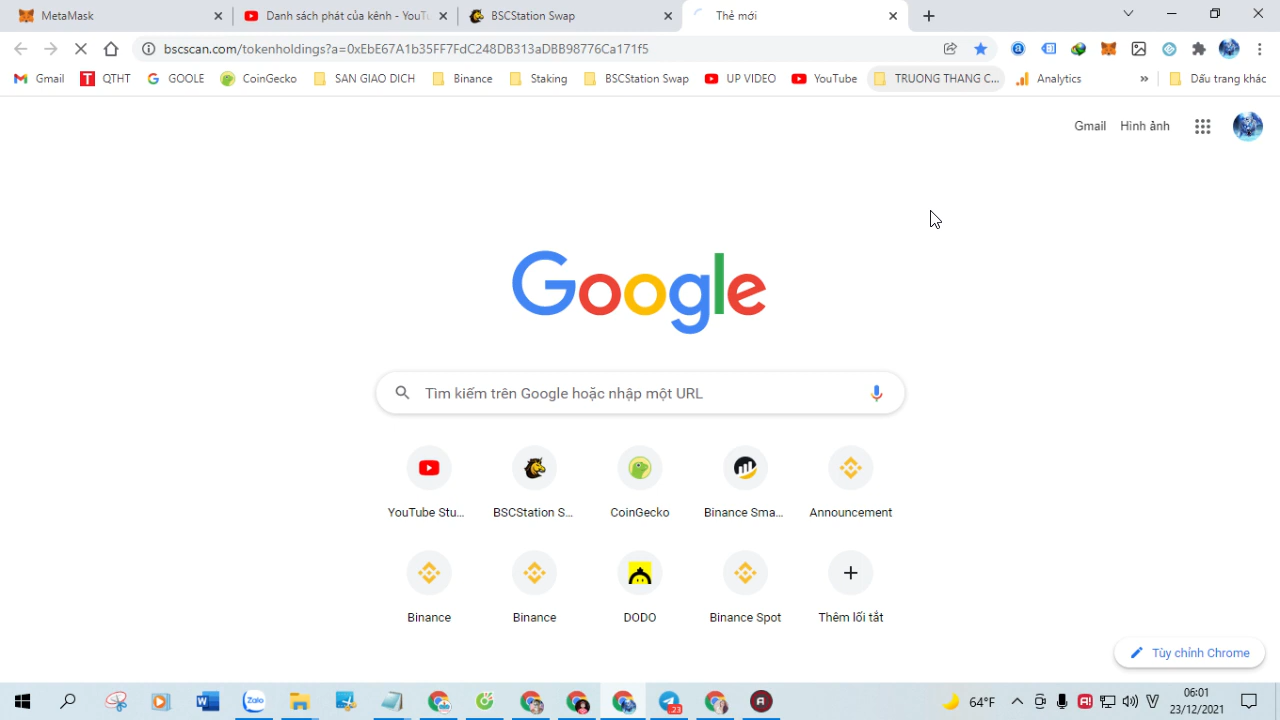 MetaMask
Danh sách phát của kênh - YouT
BSCStation Swap
Thẻ mới
bscscan.com/tokenholdings?a=0xEbE67A1b35FF7FdC248DB313aDBB98776Ca171f5
Gmail
QTHT
GOOLE
CoinGecko
SAN GIAO DICH
Binance
Staking
BSCStation Swap
UP VIDEO
YouTube
TRUONG THANG C...
Analytics
»
Dấu trang khác
Gmail Hình ảnh
Google
Tìm kiếm trên Google hoặc nhập một URL
YouTube Stu...
BSCStation S...
CoinGecko
Binance Sma...
Announcement
Binance
Binance
DODO
Binance Spot
Thêm lối tắt
Tùy chỉnh Chrome
Zalo
23
64°F
06:01
23/12/2021